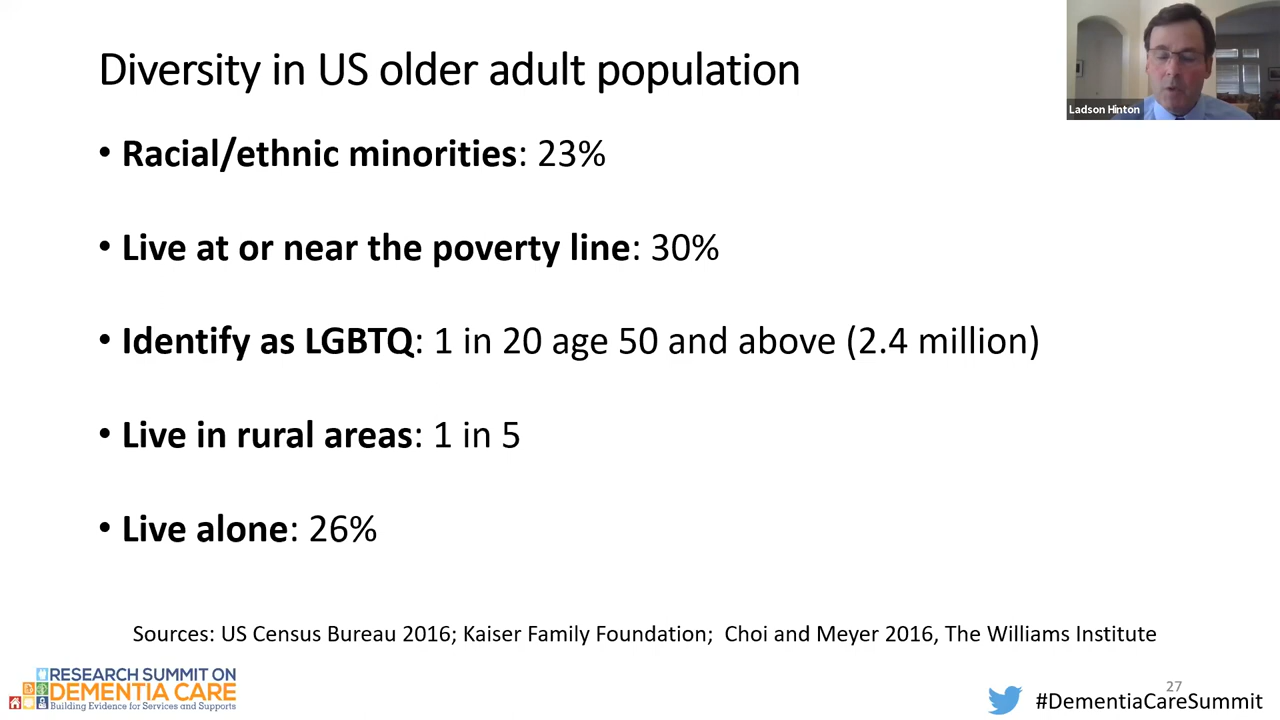 Diversity in US older adult population
Ladson Hinton
• Racial/ethnic minorities: 23%
• Live at or near the poverty line: 30%
• Identify as LGBTQ: 1 in 20 age 50 and above (2.4 million)
• Live in rural areas: 1 in 5
• Live alone: 26%
Sources: US Census Bureau 2016; Kaiser Family Foundation; Choi and Meyer 2016, The Williams Institute
RESEARCH SUMMIT ON
DEMENTIA CARE
Building Evidence for Services and Supports
27
#DementiaCareSummit